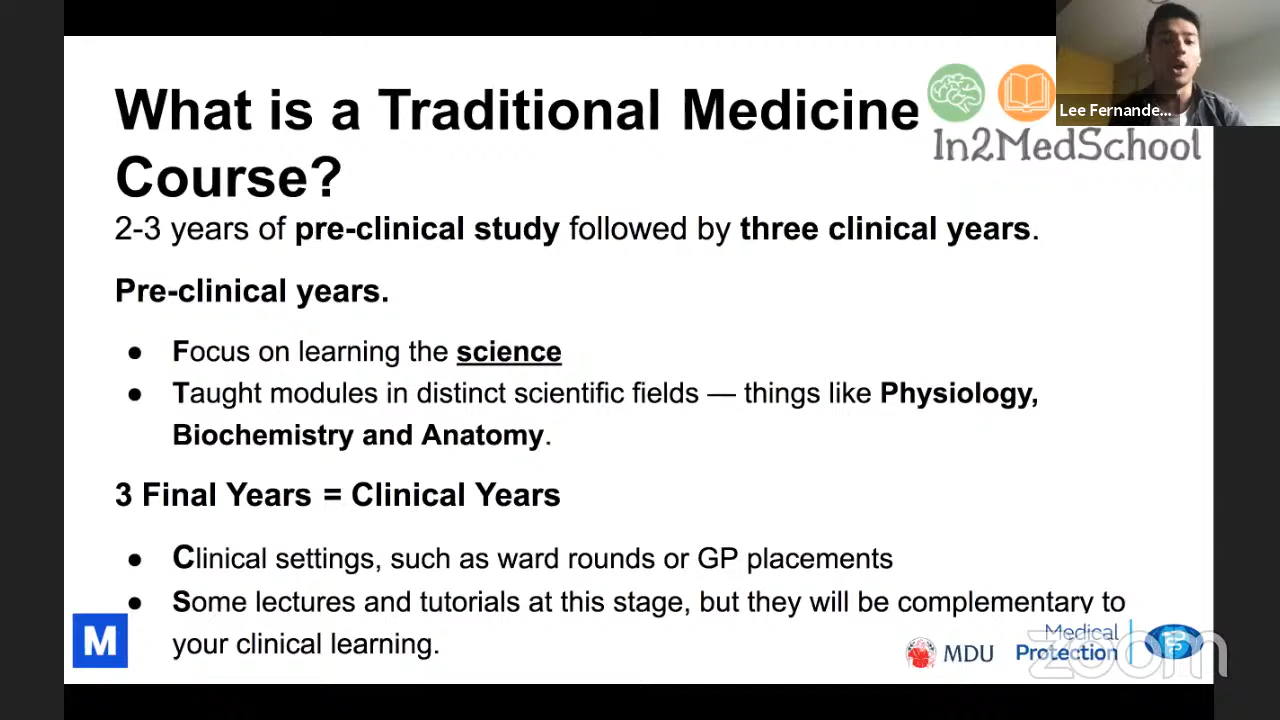 What is a Traditional Medicine
Course?
In2MedSchool
Lee Fernande...
2-3 years of pre-clinical study followed by three clinical years.
Pre-clinical years.
● Focus on learning the science
● Taught modules in distinct scientific fields — things like Physiology,
Biochemistry and Anatomy.
3 Final Years = Clinical Years
● Clinical settings, such as ward rounds or GP placements
● Some lectures and tutorials at this stage, but they will be complementary to
your clinical learning.
M
MDU
Medical
Protection
zoom